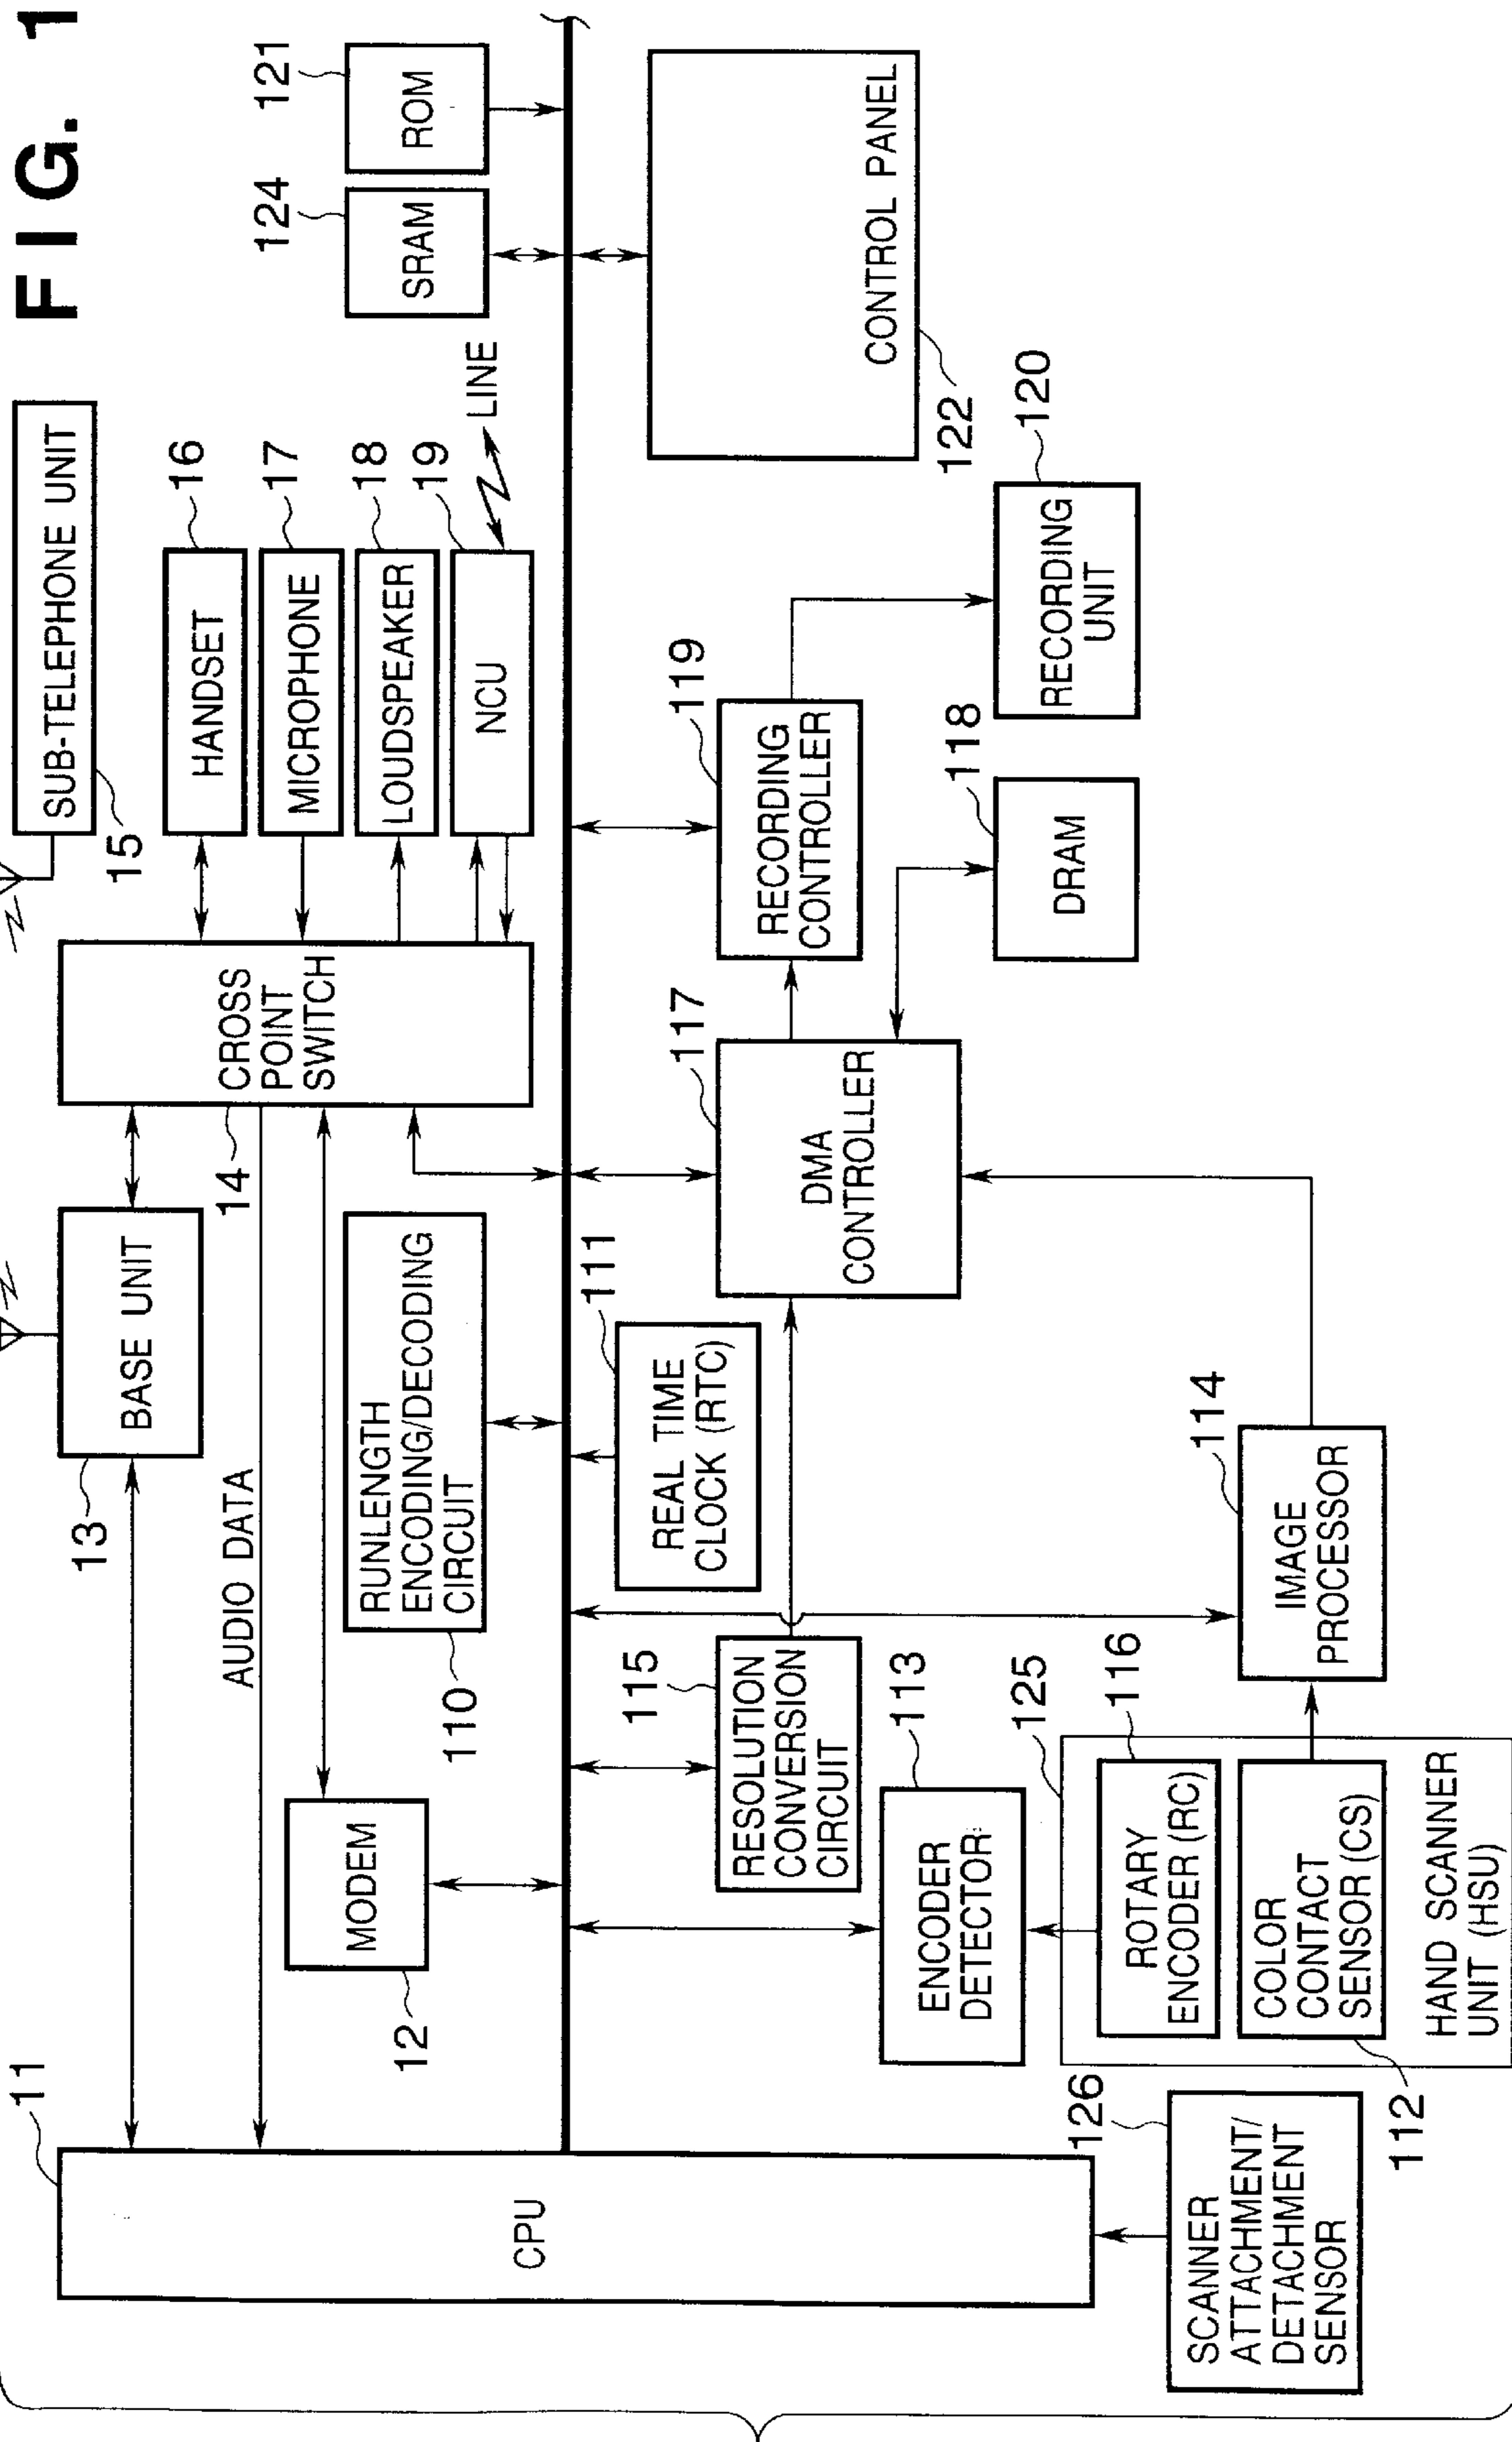 FIG. 1
SUB-TELEPHONE UNIT
15
HANDSET
16
MICROPHONE
17
LOUDSPEAKER
18
NCU
19
LINE
SRAM
124
ROM
121
CROSS
POINT
SWITCH
14
BASE UNIT
13
AUDIO DATA
RUNLENGTH
ENCODING/DECODING
CIRCUIT
110
MODEM
12
11
CPU
REAL TIME
CLOCK (RTC)
111
RESOLUTION
CONVERSION
CIRCUIT
115
ENCODER
DETECTOR
113
125
ROTARY
ENCODER (RC)
116
COLOR
CONTACT
SENSOR (CS)
112
HAND SCANNER
UNIT (HSU)
SCANNER
ATTACHMENT/
DETACHMENT
SENSOR
126
IMAGE
PROCESSOR
114
DMA
CONTROLLER
117
RECORDING
CONTROLLER
119
DRAM
118
RECORDING
UNIT
120
CONTROL PANEL
122